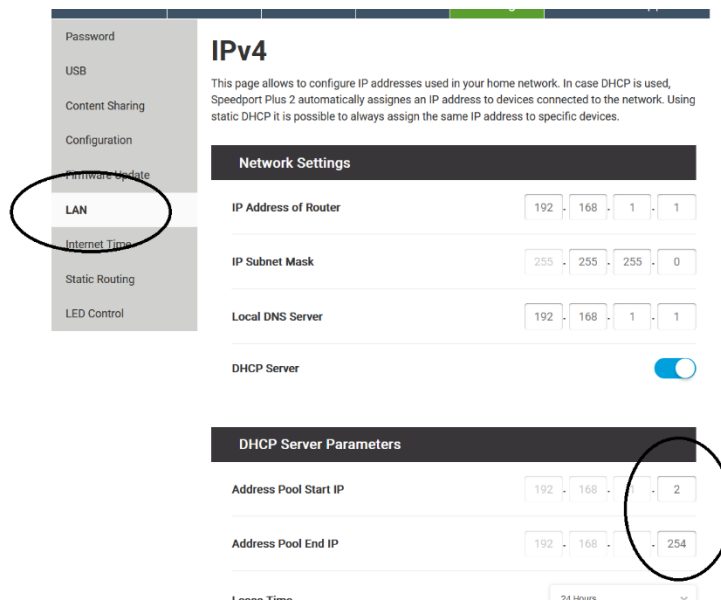 Password
USB
Content Sharing
Configuration
Firmware Update
LAN
Internet Time
Static Routing
LED Control
IPv4
This page allows to configure IP addresses used in your home network. In case DHCP is used,
Speedport Plus 2 automatically assignes an IP address to devices connected to the network. Using
static DHCP it is possible to always assign the same IP address to specific devices.
Network Settings
IP Address of Router 192 . 168 . 1 . 1
IP Subnet Mask 255 . 255 . 255 . 0
Local DNS Server 192 . 168 . 1 . 1
DHCP Server
DHCP Server Parameters
Address Pool Start IP 192 . 168 . 1 . 2
Address Pool End IP 192 . 168 . . 254
Lease Time 24 Hours